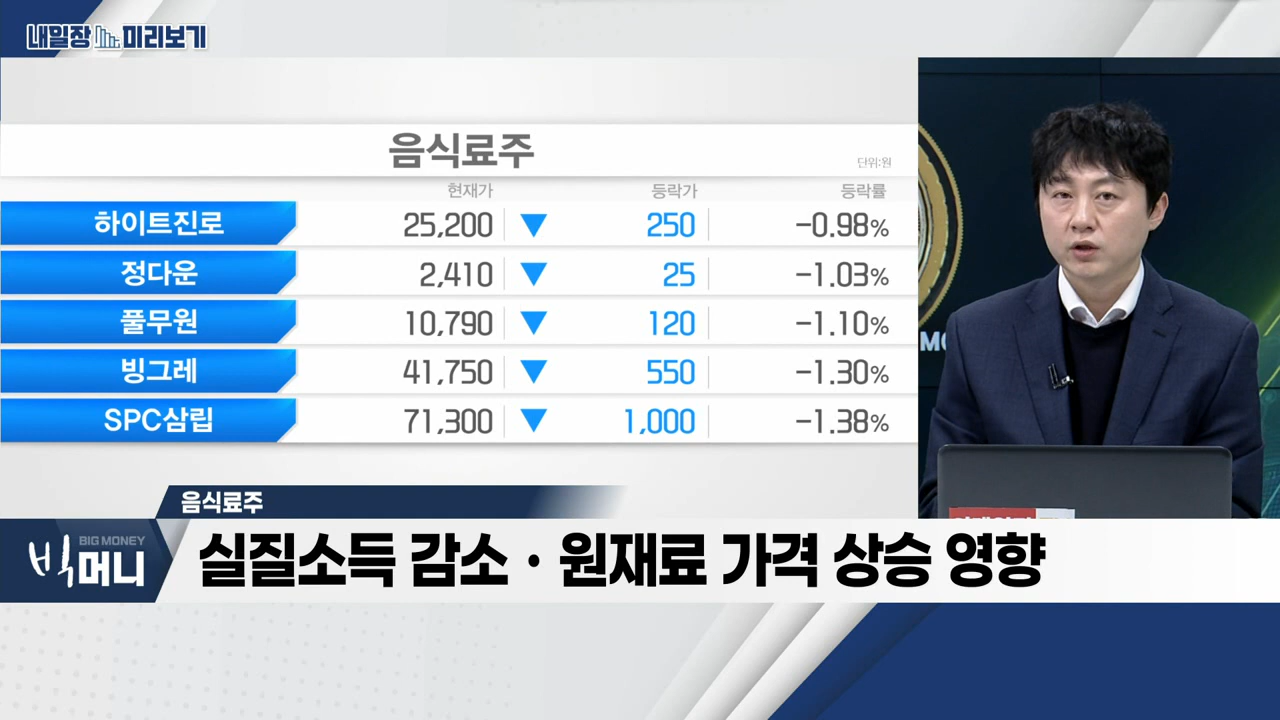 내일장 미리보기
음식료주
단위:원
현재가 등락가 등락률
하이트진로 25,200 ▼ 250 -0.98%
정다운 2,410 ▼ 25 -1.03%
풀무원 10,790 ▼ 120 -1.10%
빙그레 41,750 ▼ 550 -1.30%
SPC삼립 71,300 ▼ 1,000 -1.38%
음식료주
BIG MONEY
빅머니
실질소득 감소·원재료 가격 상승 영향